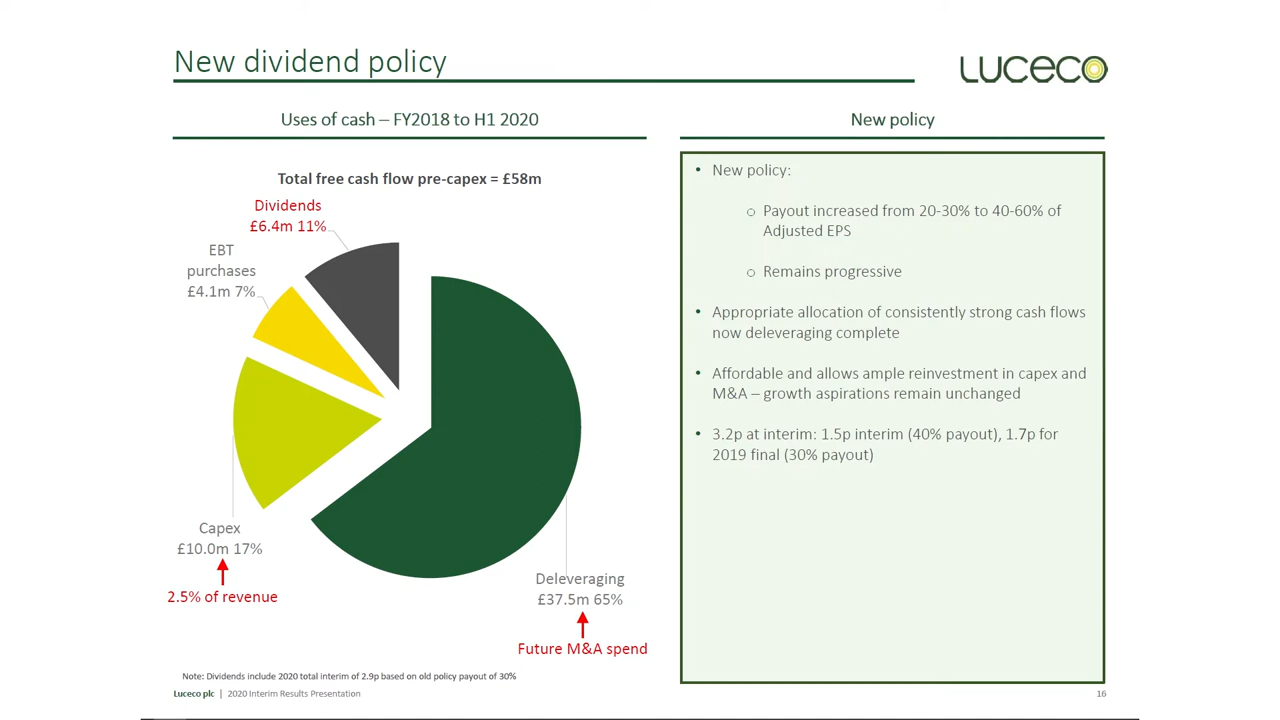 New dividend policy
LUCECO
Uses of cash – FY2018 to H1 2020
Total free cash flow pre-capex = £58m
Dividends
£6.4m 11%
EBT
purchases
£4.1m 7%
Capex
£10.0m 17%
2.5% of revenue
Deleveraging
£37.5m 65%
Future M&A spend
Note: Dividends include 2020 total interim of 2.9p based on old policy payout of 30%
New policy
• New policy:
o Payout increased from 20-30% to 40-60% of
Adjusted EPS
o Remains progressive
• Appropriate allocation of consistently strong cash flows
now deleveraging complete
• Affordable and allows ample reinvestment in capex and
M&A – growth aspirations remain unchanged
• 3.2p at interim: 1.5p interim (40% payout), 1.7p for
2019 final (30% payout)
Luceco plc | 2020 Interim Results Presentation
16